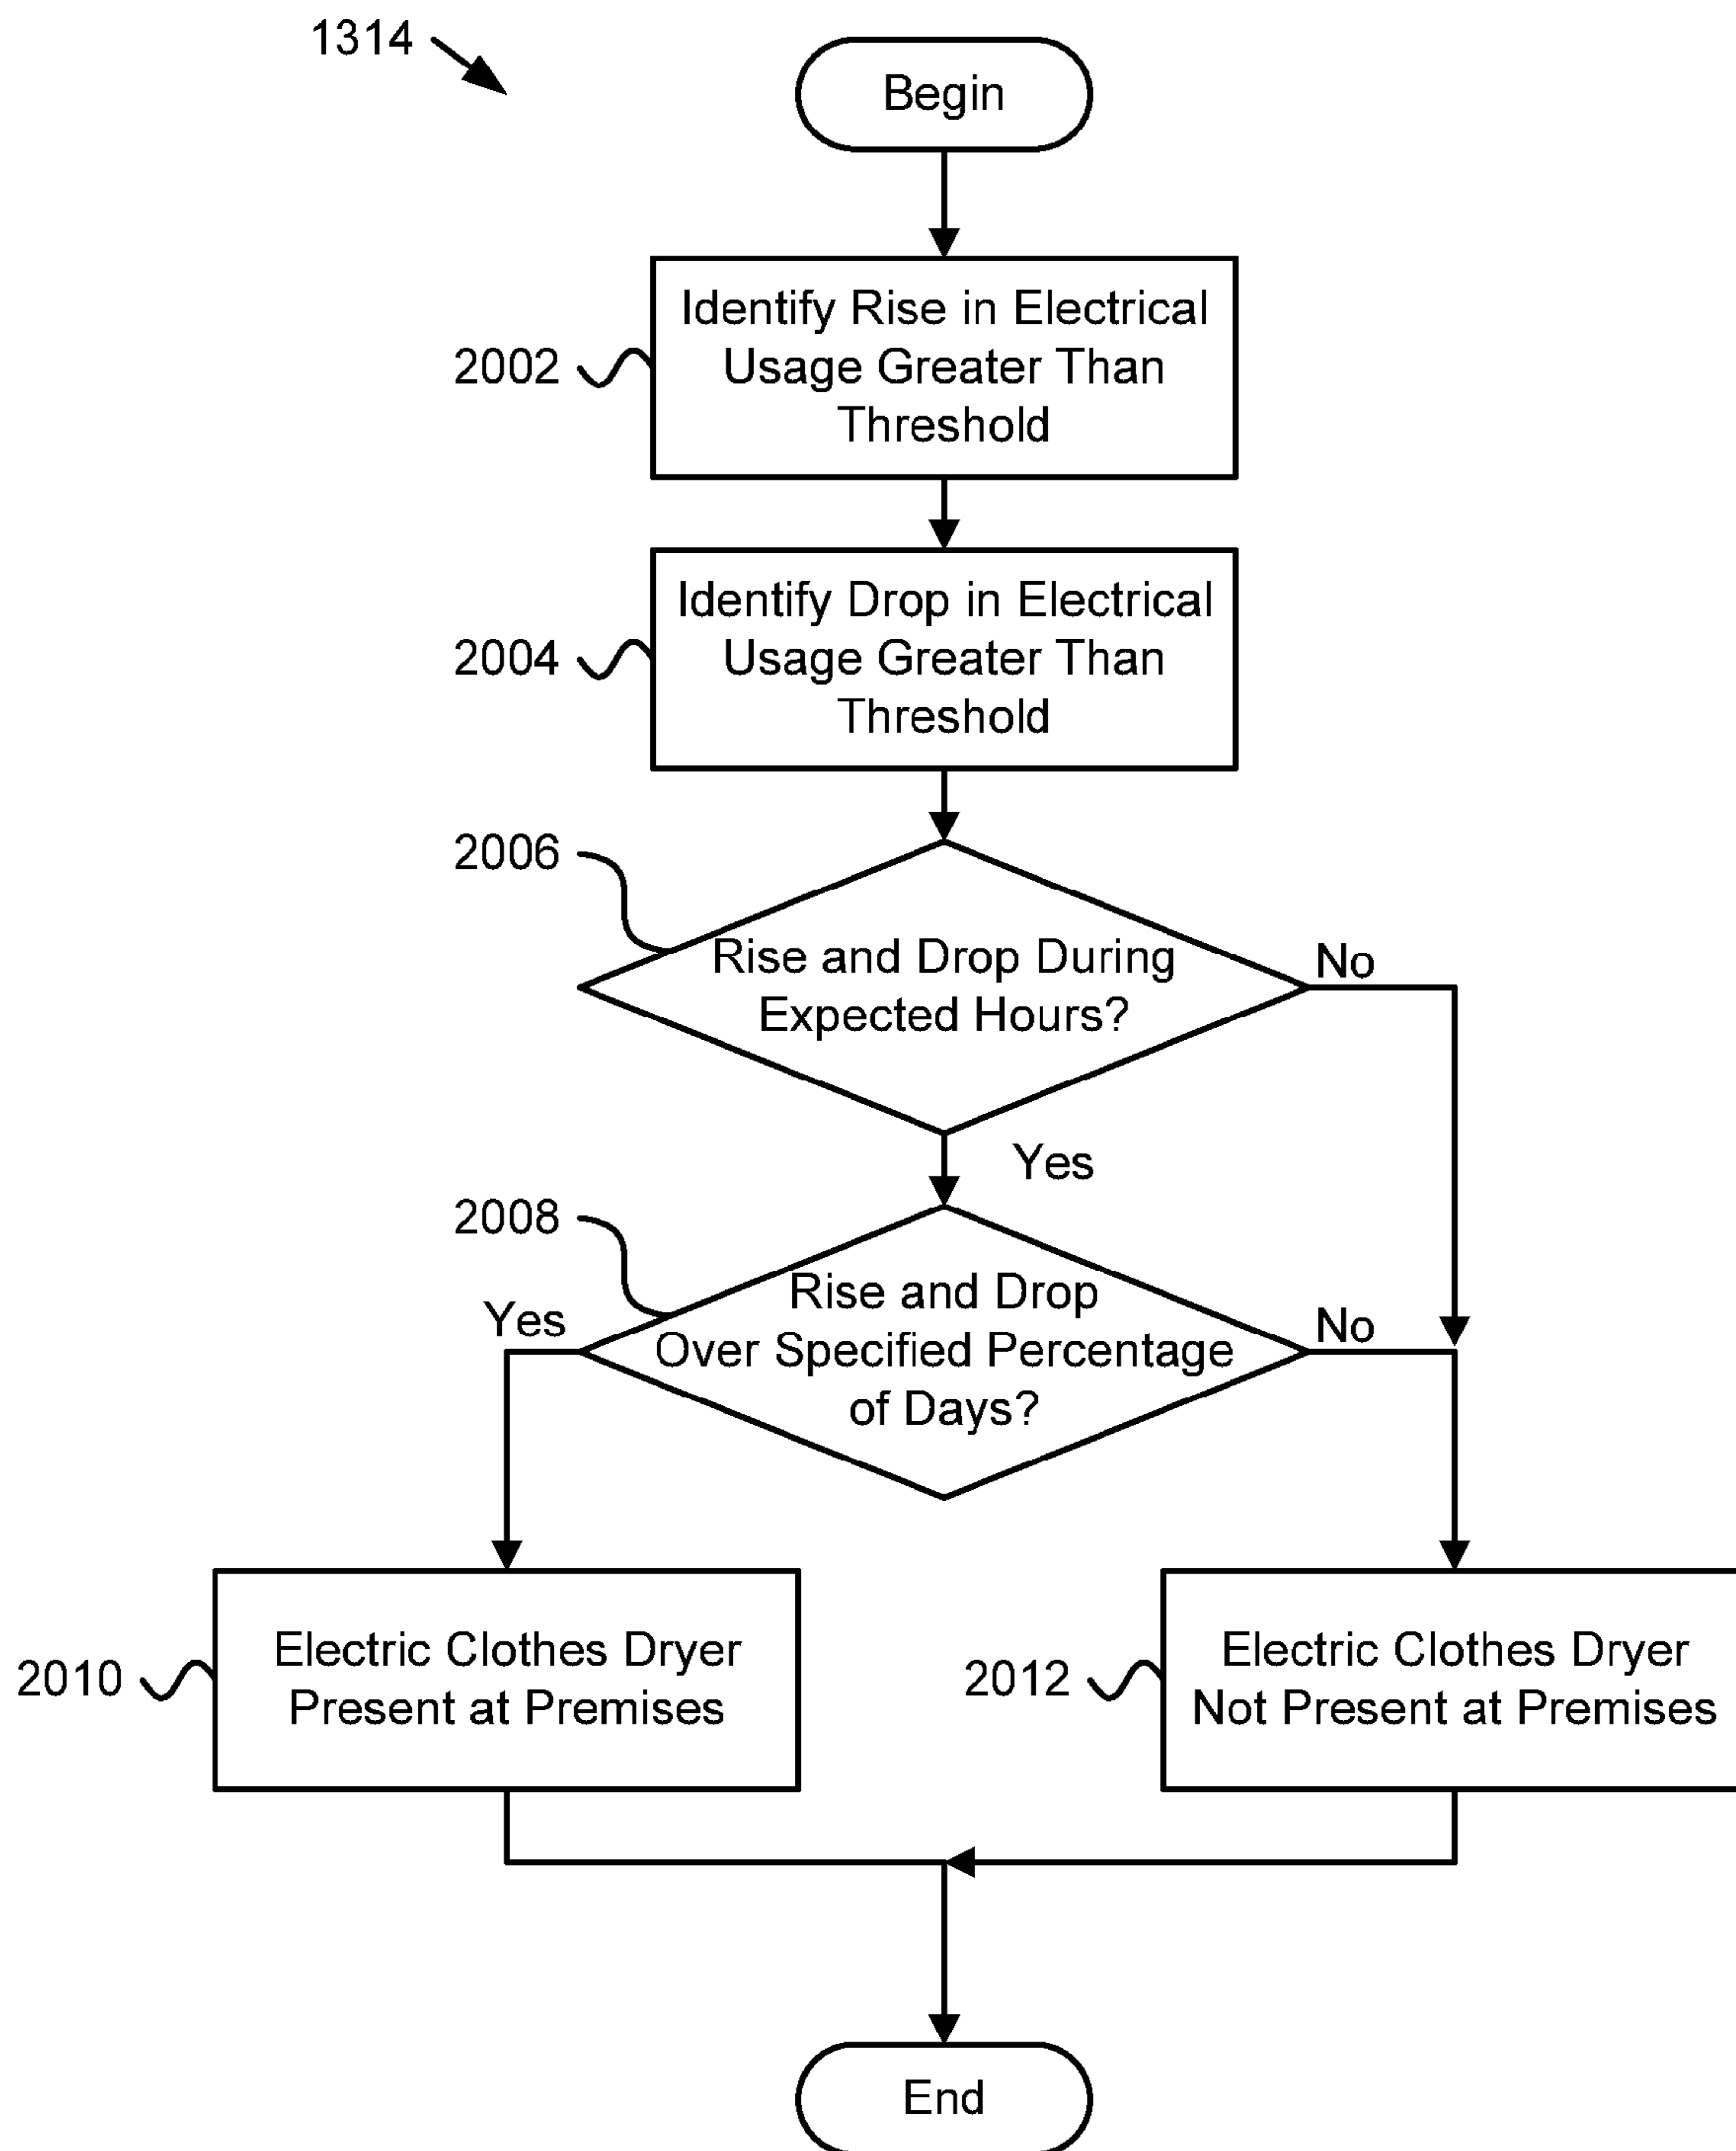 1314
Begin
Identify Rise in Electrical
Usage Greater Than
Threshold
2002
Identify Drop in Electrical
Usage Greater Than
Threshold
2004
2006
Rise and Drop During
Expected Hours?
No
Yes
2008
Rise and Drop
Over Specified Percentage
of Days?
Yes
No
2010
Electric Clothes Dryer
Present at Premises
2012
Electric Clothes Dryer
Not Present at Premises
End